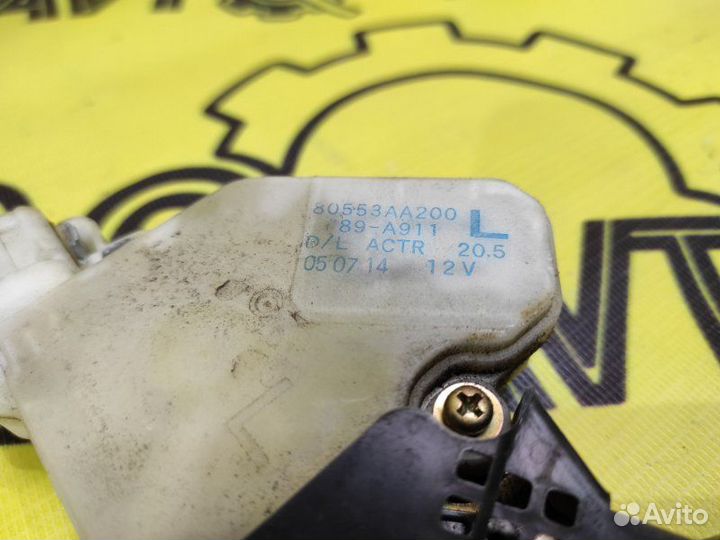 80553AA200
89-A911 L
D/L ACTR 20.5
050714 12V
L
Avito